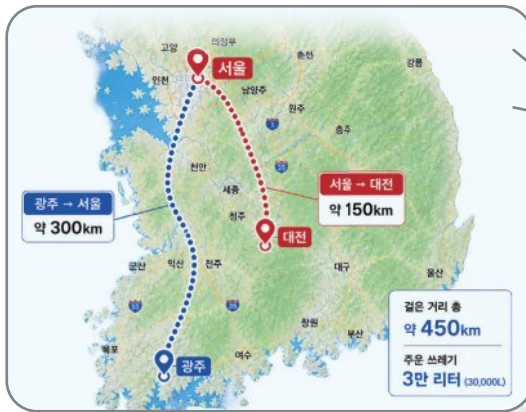 고양
의정부
춘천
강릉
서울
인천
남양주
원주
충주
천안
세종
청주
광주 → 서울
약 300km
서울 → 대전
약 150km
대전
군산
익산
전주
대구
울산
창원
부산
목포
광주
여수
걸은 거리 총
약 450km
주운 쓰레기
3만 리터 (30,000L)